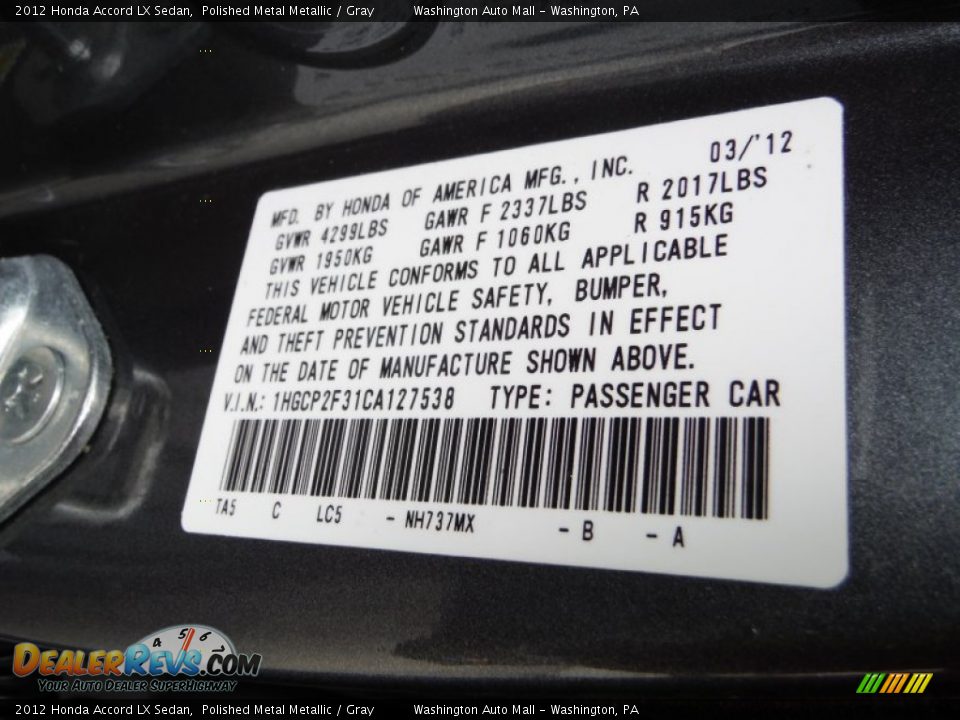 2012 Honda Accord LX Sedan, Polished Metal Metallic / Gray Washington Auto Mall - Washington, PA
MFD. BY HONDA OF AMERICA MFG., INC. 03/'12
GVWR 4299LBS GAWR F 2337LBS R 2017LBS
GVWR 1950KG GAWR F 1060KG R 915KG
THIS VEHICLE CONFORMS TO ALL APPLICABLE
FEDERAL MOTOR VEHICLE SAFETY, BUMPER,
AND THEFT PREVENTION STANDARDS IN EFFECT
ON THE DATE OF MANUFACTURE SHOWN ABOVE.
V.I.N.: 1HGCP2F31CA127538 TYPE: PASSENGER CAR
TA5 C LC5 - NH737MX - B - A
4 5 6
DEALERREVS.COM
YOUR AUTO DEALER SUPERHIGHWAY
2012 Honda Accord LX Sedan, Polished Metal Metallic / Gray Washington Auto Mall - Washington, PA